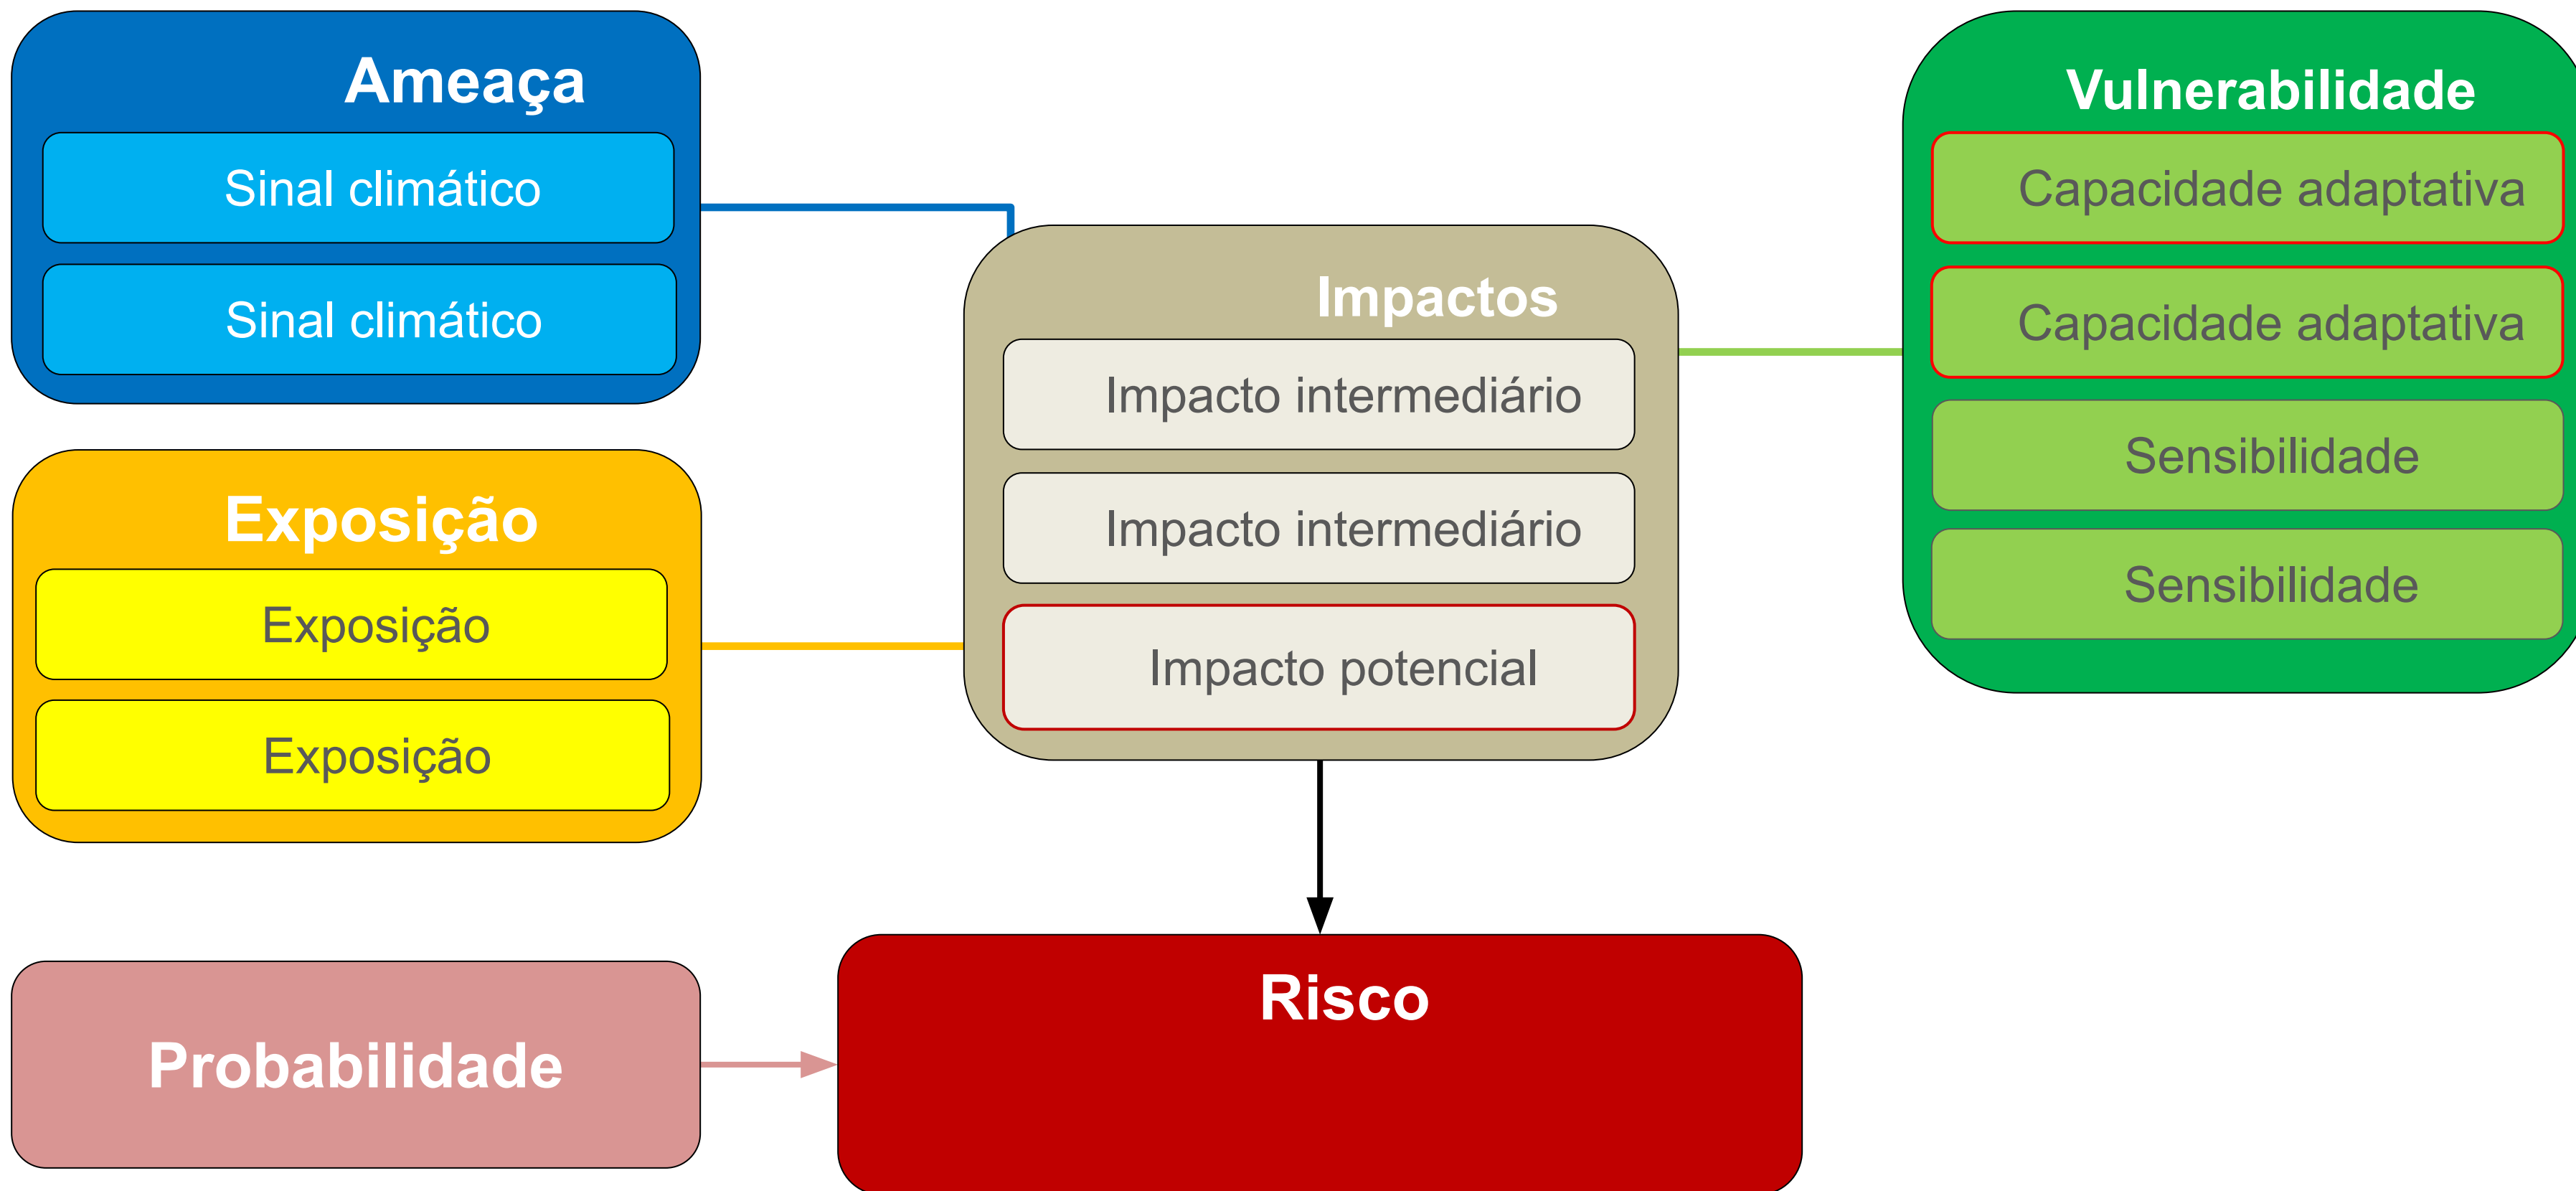 Ameaça
Sinal climático
Sinal climático
Exposição
Exposição
Exposição
Impactos
Impacto intermediário
Impacto intermediário
Impacto potencial
Vulnerabilidade
Capacidade adaptativa
Capacidade adaptativa
Sensibilidade
Sensibilidade
Probabilidade
Risco